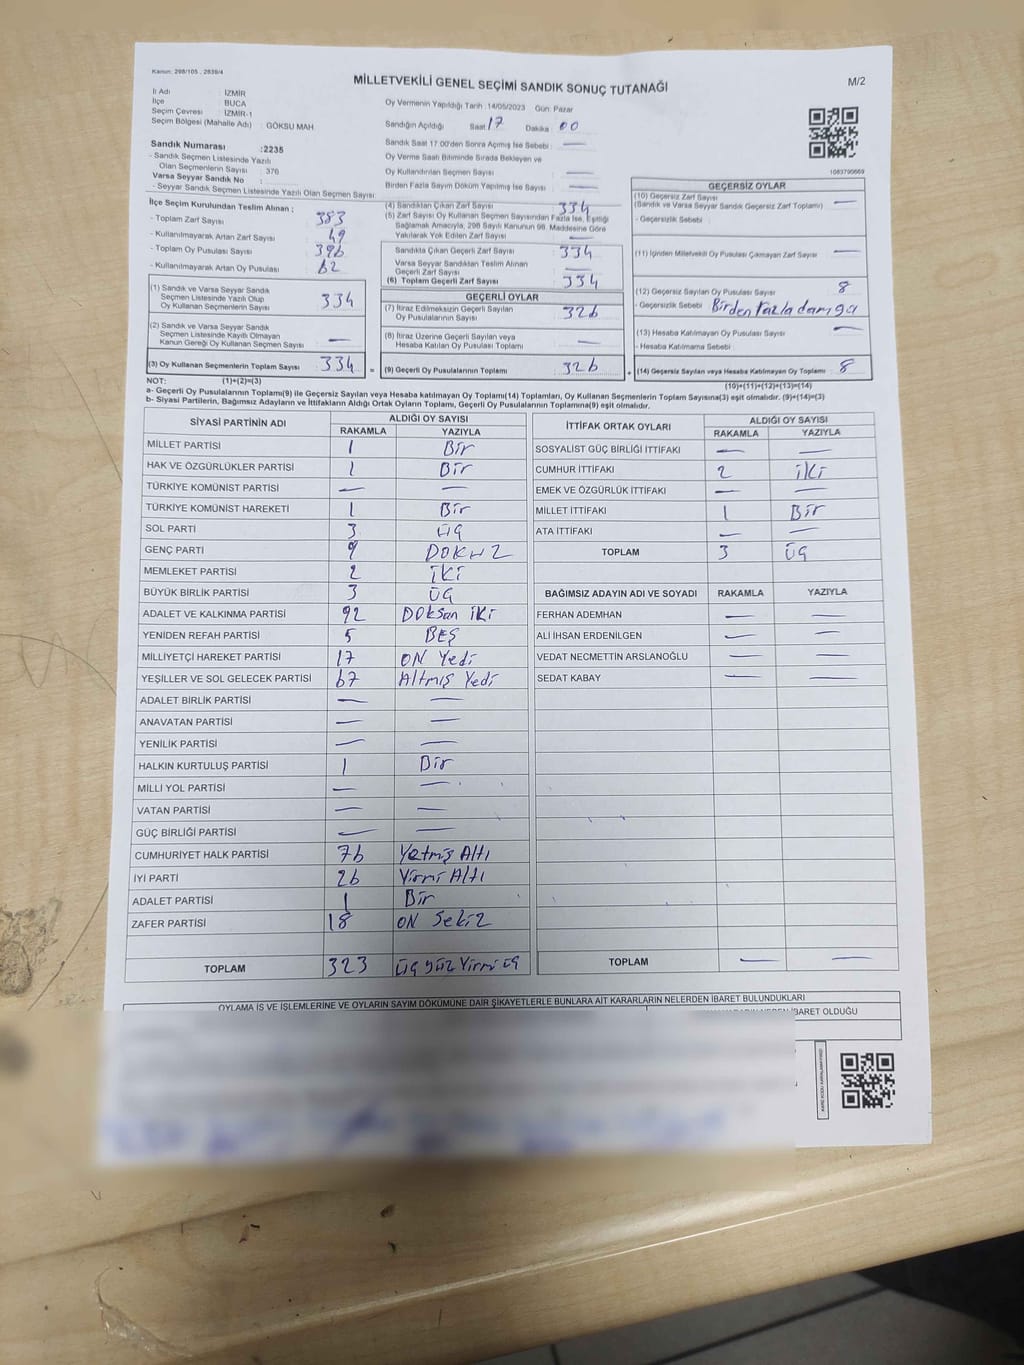 Kanun: 298/105 , 2839/4
MİLLETVEKİLİ GENEL SEÇİMİ SANDIK SONUÇ TUTANAĞI
M/2
İl Adı : İZMİR
İlçe : BUCA
Seçim Çevresi : İZMİR-1
Seçim Bölgesi (Mahalle Adı) : GÖKSU MAH
Sandık Numarası :2235
- Sandık Seçmen Listesinde Yazılı
Olan Seçmenlerin Sayısı : 376
Varsa Seyyar Sandık No :
- Seyyar Sandık Seçmen Listesinde Yazılı Olan Seçmen Sayısı:
Oy Vermenin Yapıldığı Tarih :14/05/2023 Gün: Pazar
Sandığın Açıldığı Saat 17 Dakika 00
Sandık Saat 17.00'den Sonra Açılmış İse Sebebi : —
Oy Verme Saati Bitiminde Sırada Bekleyen ve
Oy Kullandırılan Seçmen Sayısı —
Birden Fazla Sayım Döküm Yapılmış İse Sayısı —
1083790669
İlçe Seçim Kurulundan Teslim Alınan ;
- Toplam Zarf Sayısı 383
- Kullanılmayarak Artan Zarf Sayısı 49
- Toplam Oy Pusulası Sayısı 396
- Kullanılmayarak Artan Oy Pusulası 62
(1) Sandık ve Varsa Seyyar Sandık
Seçmen Listesinde Yazılı Olup
Oy Kullanan Seçmenlerin Sayısı 334
(2) Sandık ve Varsa Seyyar Sandık
Seçmen Listesinde Kayıtlı Olmayan
Kanun Gereği Oy Kullanan Seçmen Sayısı —
(3) Oy Kullanan Seçmenlerin Toplam Sayısı 334 =
(4) Sandıktan Çıkan Zarf Sayısı 334
(5) Zarf Sayısı Oy Kullanan Seçmen Sayısından Fazla İse, Eşitliği
Sağlamak Amacıyla, 298 Sayılı Kanunun 98. Maddesine Göre
Yakılarak Yok Edilen Zarf Sayısı —
Sandıkta Çıkan Geçerli Zarf Sayısı 334
Varsa Seyyar Sandıktan Teslim Alınan
Geçerli Zarf Sayısı —
(6) Toplam Geçerli Zarf Sayısı 334
GEÇERLİ OYLAR
(7) İtiraz Edilmeksizin Geçerli Sayılan
Oy Pusulalarının Sayısı 326
(8) İtiraz Üzerine Geçerli Sayılan veya
Hesaba Katılan Oy Pusulası Toplamı —
(9) Geçerli Oy Pusulalarının Toplamı 326 +
GEÇERSİZ OYLAR
(10) Geçersiz Zarf Sayısı
(Sandık ve Varsa Seyyar Sandık Geçersiz Zarf Toplamı) —
- Geçersizlik Sebebi :
(11) İçinden Milletvekili Oy Pusulası Çıkmayan Zarf Sayısı —
(12) Geçersiz Sayılan Oy Pusulası Sayısı 8
- Geçersizlik Sebebi Birden Fazla damga
(13) Hesaba Katılmayan Oy Pusulası Sayısı —
- Hesaba Katılmama Sebebi :
(14) Geçersiz Sayılan veya Hesaba Katılmayan Oy Toplamı 8
NOT: (1)+(2)=(3)
(10)+(11)+(12)+(13)=(14)
a- Geçerli Oy Pusulalarının Toplamı(9) ile Geçersiz Sayılan veya Hesaba katılmayan Oy Toplamı(14) Toplamları, Oy Kullanan Seçmenlerin Toplam Sayısına(3) eşit olmalıdır. (9)+(14)=(3)
b- Siyasi Partilerin, Bağımsız Adayların ve İttifakların Aldığı Ortak Oyların Toplamı, Geçerli Oy Pusulalarının Toplamına(9) eşit olmalıdır.
SİYASİ PARTİNİN ADI ALDIĞI OY SAYISI
RAKAMLA YAZIYLA
MİLLET PARTİSİ 1 Bir
HAK VE ÖZGÜRLÜKLER PARTİSİ 1 Bir
TÜRKİYE KOMÜNİST PARTİSİ — —
TÜRKİYE KOMÜNİST HAREKETİ 1 Bir
SOL PARTİ 3 üç
GENÇ PARTİ 9 DOKUZ
MEMLEKET PARTİSİ 2 İKİ
BÜYÜK BİRLİK PARTİSİ 3 üç
ADALET VE KALKINMA PARTİSİ 92 Doksan iki
YENİDEN REFAH PARTİSİ 5 BEŞ
MİLLİYETÇİ HAREKET PARTİSİ 17 ON Yedi
YEŞİLLER VE SOL GELECEK PARTİSİ 67 Altmış Yedi
ADALET BİRLİK PARTİSİ — —
ANAVATAN PARTİSİ — —
YENİLİK PARTİSİ — —
HALKIN KURTULUŞ PARTİSİ 1 Bir
MİLLİ YOL PARTİSİ — —
VATAN PARTİSİ — —
GÜÇ BİRLİĞİ PARTİSİ — —
CUMHURİYET HALK PARTİSİ 76 Yetmiş Altı
İYİ PARTİ 26 Yirmi Altı
ADALET PARTİSİ 1 Bir
ZAFER PARTİSİ 18 ON Sekiz
TOPLAM 323 üç yüz Yirmi üç
İTTİFAK ORTAK OYLARI ALDIĞI OY SAYISI
RAKAMLA YAZIYLA
SOSYALİST GÜÇ BİRLİĞİ İTTİFAKI — —
CUMHUR İTTİFAKI 2 iki
EMEK VE ÖZGÜRLÜK İTTİFAKI — —
MİLLET İTTİFAKI 1 Bir
ATA İTTİFAKI — —
TOPLAM 3 üç
BAĞIMSIZ ADAYIN ADI VE SOYADI RAKAMLA YAZIYLA
FERHAN ADEMHAN — —
ALİ İHSAN ERDENİLGEN — —
VEDAT NECMETTİN ARSLANOĞLU — —
SEDAT KABAY — —
TOPLAM — —
OYLAMA İŞ VE İŞLEMLERİNE VE OYLARIN SAYIM DÖKÜMÜNE DAİR ŞİKAYETLERLE BUNLARA AİT KARARLARIN NELERDEN İBARET BULUNDUKLARI
İBARET OLDUĞU